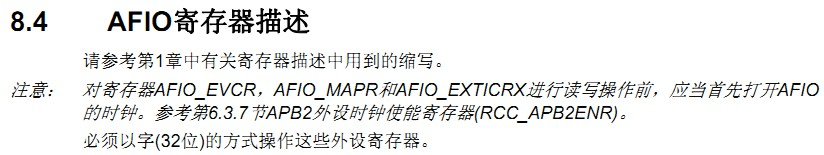 8.4 AFIO寄存器描述
请参考第1章中有关寄存器描述中用到的缩写。
注意： 对寄存器AFIO_EVCR，AFIO_MAPR和AFIO_EXTICRX进行读写操作前，应当首先打开AFIO
的时钟。参考第6.3.7节APB2外设时钟使能寄存器(RCC_APB2ENR)。
必须以字(32位)的方式操作这些外设寄存器。